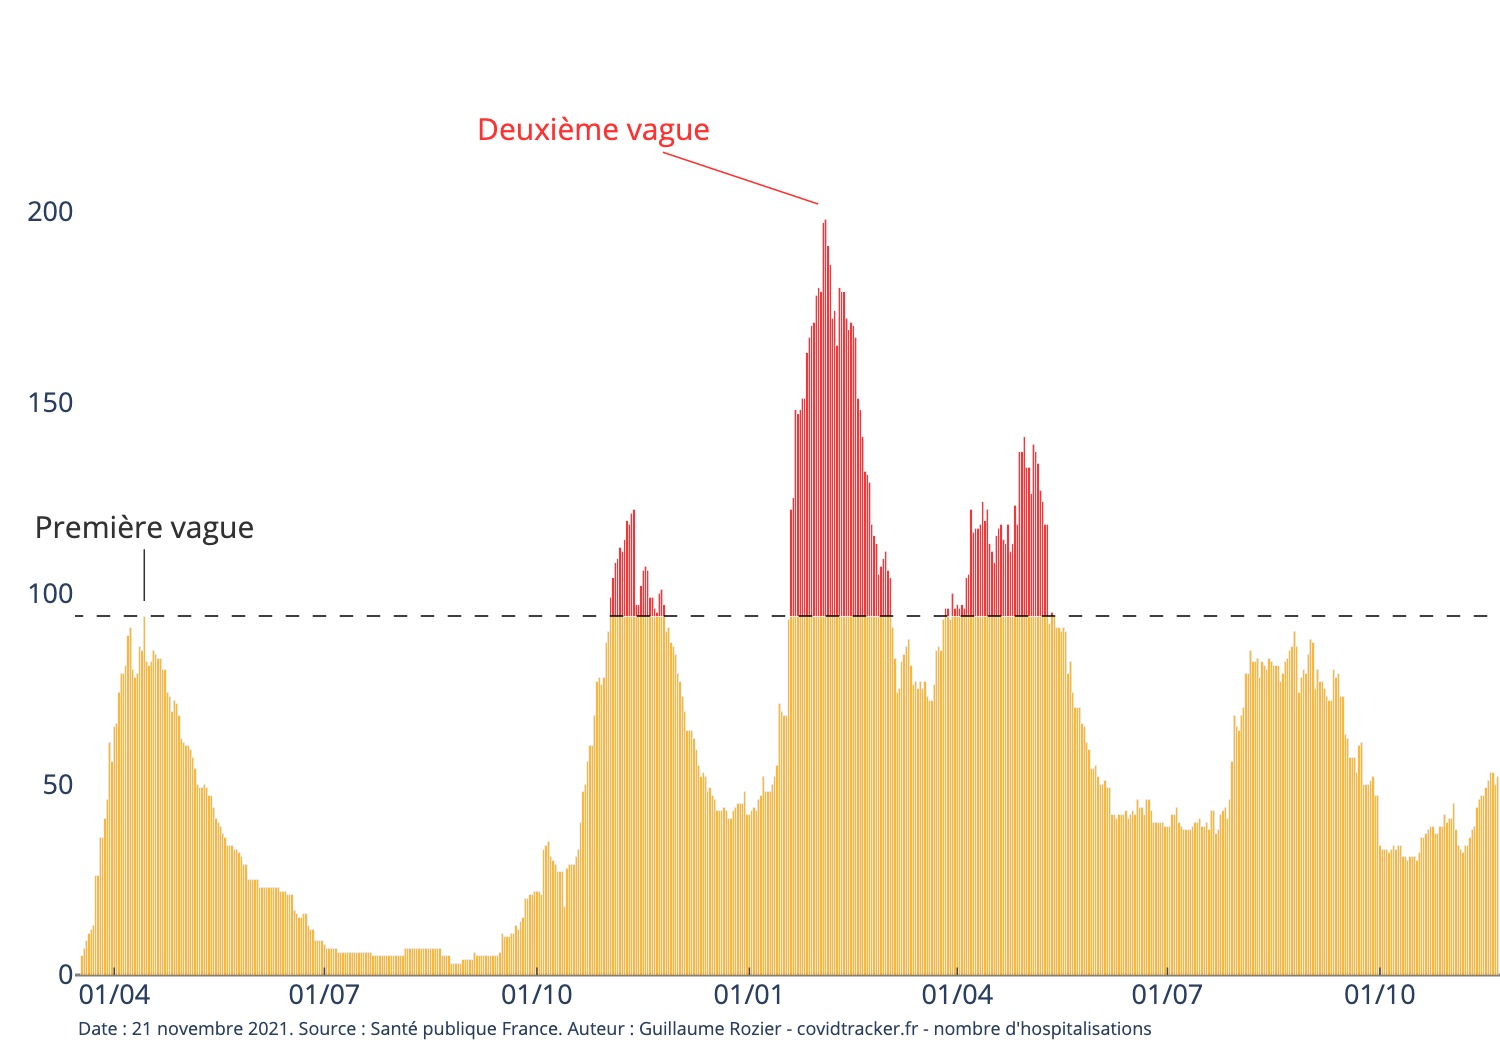 Deuxième vague
200
150
Première vague
100
50
0
01/04 01/07 01/10 01/01 01/04 01/07 01/10
Date : 21 novembre 2021. Source : Santé publique France. Auteur : Guillaume Rozier - covidtracker.fr - nombre d'hospitalisations